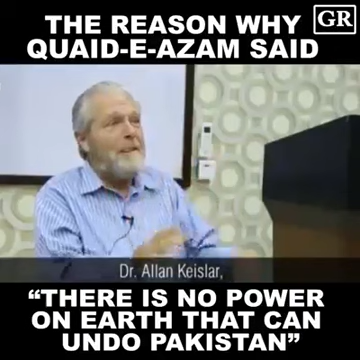 THE REASON WHY
GR
QUAID-E-AZAM SAID
Dr. Allan Keislar,
"THERE IS NO POWER
ON EARTH THAT CAN
UNDO PAKISTAN"